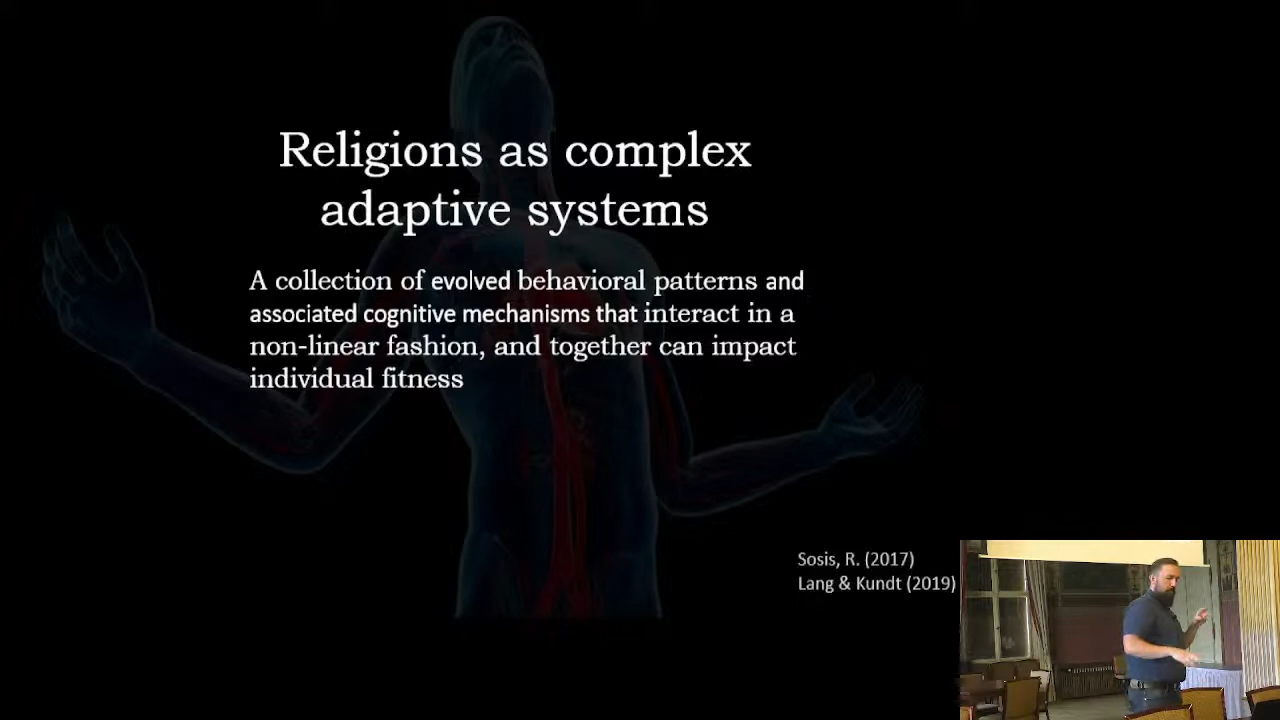 Religions as complex
adaptive systems
A collection of evolved behavioral patterns and
associated cognitive mechanisms that interact in a
non-linear fashion, and together can impact
individual fitness
Sosis, R. (2017)
Lang & Kundt (2019)